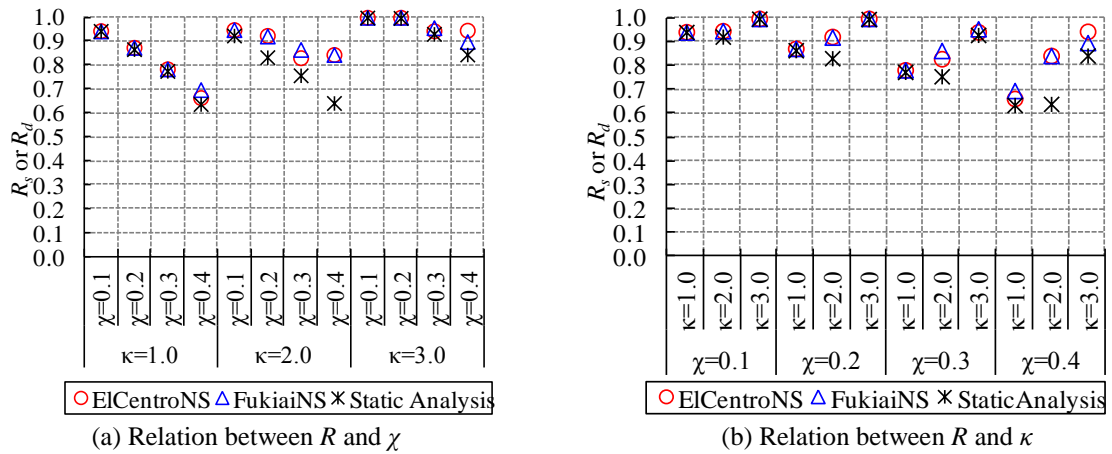 1.0
0.9
0.8
0.7
0.6
0.5
0.4
0.3
0.2
0.1
0.0
R_s or R_d
χ=0.1 χ=0.2 χ=0.3 χ=0.4 χ=0.1 χ=0.2 χ=0.3 χ=0.4 χ=0.1 χ=0.2 χ=0.3 χ=0.4
κ=1.0 κ=2.0 κ=3.0
ElCentroNS FukiaiNS Static Analysis
(a) Relation between R and χ
1.0
0.9
0.8
0.7
0.6
0.5
0.4
0.3
0.2
0.1
0.0
R_s or R_d
κ=1.0 κ=2.0 κ=3.0 κ=1.0 κ=2.0 κ=3.0 κ=1.0 κ=2.0 κ=3.0 κ=1.0 κ=2.0 κ=3.0
χ=0.1 χ=0.2 χ=0.3 χ=0.4
ElCentroNS FukiaiNS StaticAnalysis
(b) Relation between R and κ